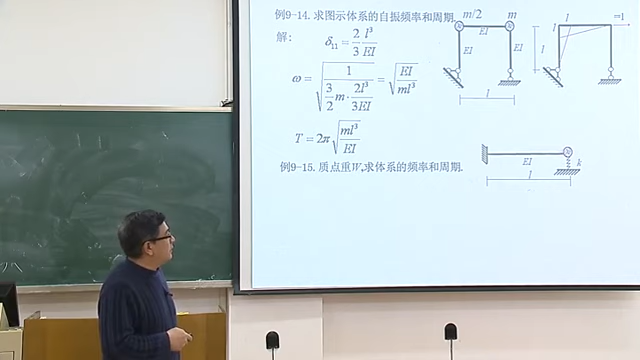 例9-14.求图示体系的自振频率和周期.
解:
δ₁₁ = 2/3 l³/EI
ω = √(1/(3/2 m · 2l³/3EI)) = √(EI/ml³)
T = 2π √(ml³/EI)
m/2 m
EI
EI EI
l
l =1
l
l
例9-15. 质点重W,求体系的频率和周期.
EI k
l